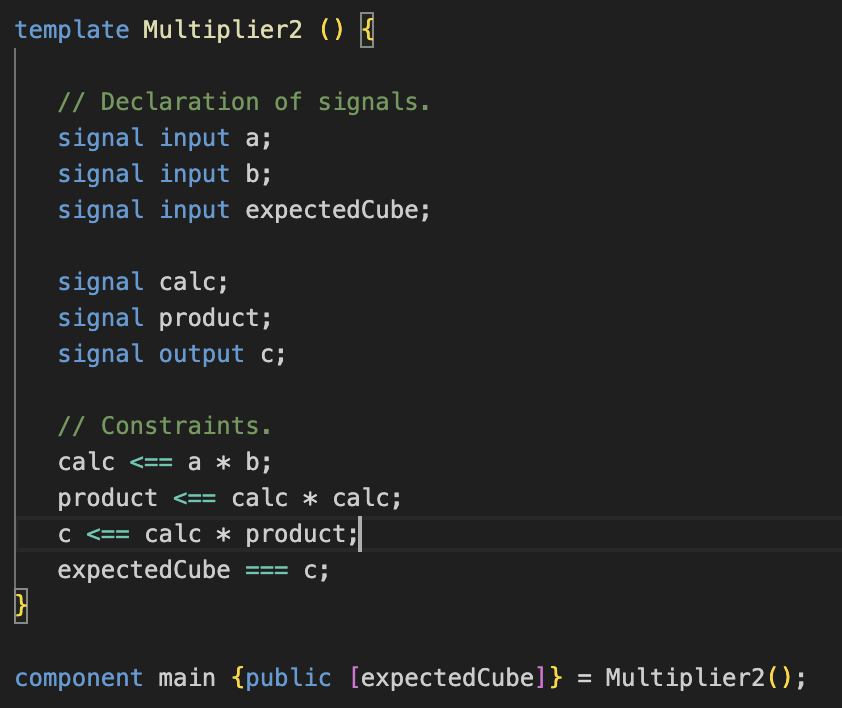 template Multiplier2 () {
// Declaration of signals.
signal input a;
signal input b;
signal input expectedCube;
signal calc;
signal product;
signal output c;
// Constraints.
calc <== a * b;
product <== calc * calc;
c <== calc * product;
expectedCube === c;
}
component main {public [expectedCube]} = Multiplier2();